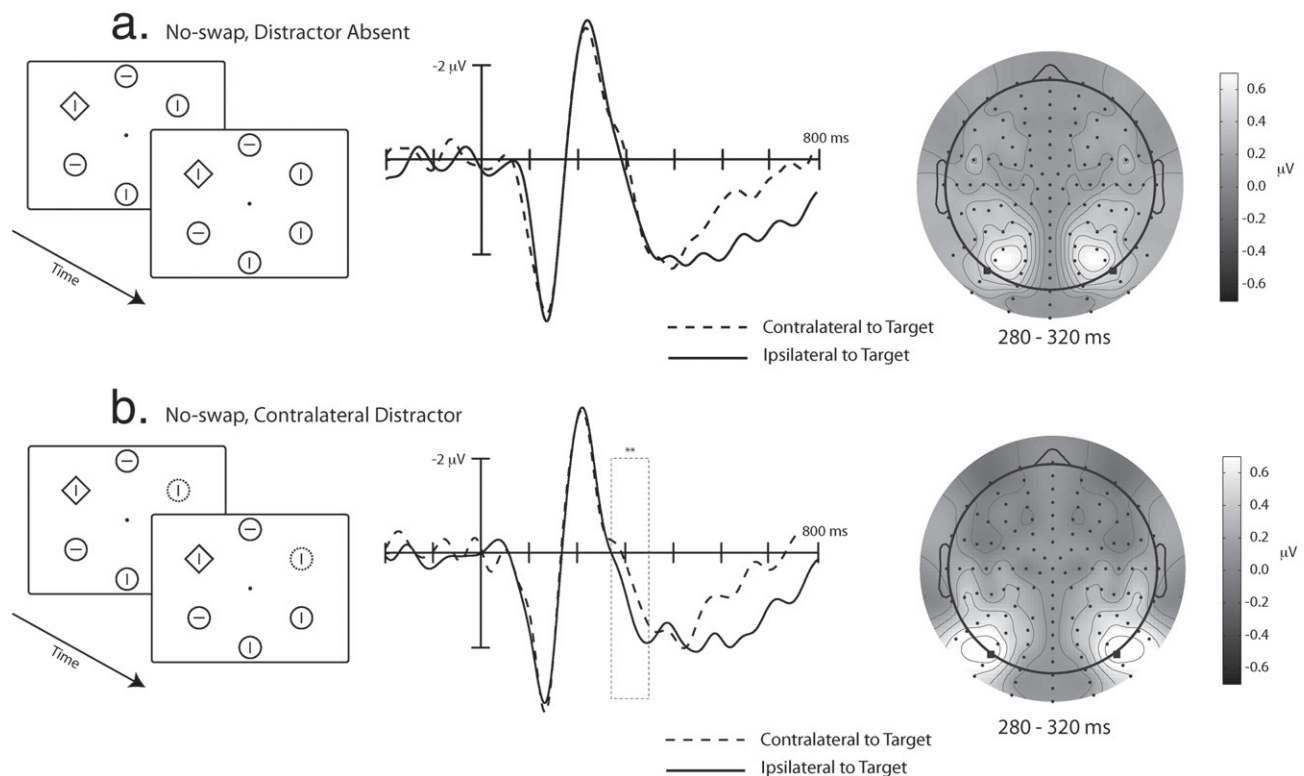 a. No-swap, Distractor Absent
-2 μV
800 ms
Time
Contralateral to Target
Ipsilateral to Target
0.6
0.4
0.2
0.0
-0.2
-0.4
-0.6
μV
280 - 320 ms
b. No-swap, Contralateral Distractor
-2 μV
**
800 ms
Time
Contralateral to Target
Ipsilateral to Target
0.6
0.4
0.2
0.0
-0.2
-0.4
-0.6
μV
280 - 320 ms